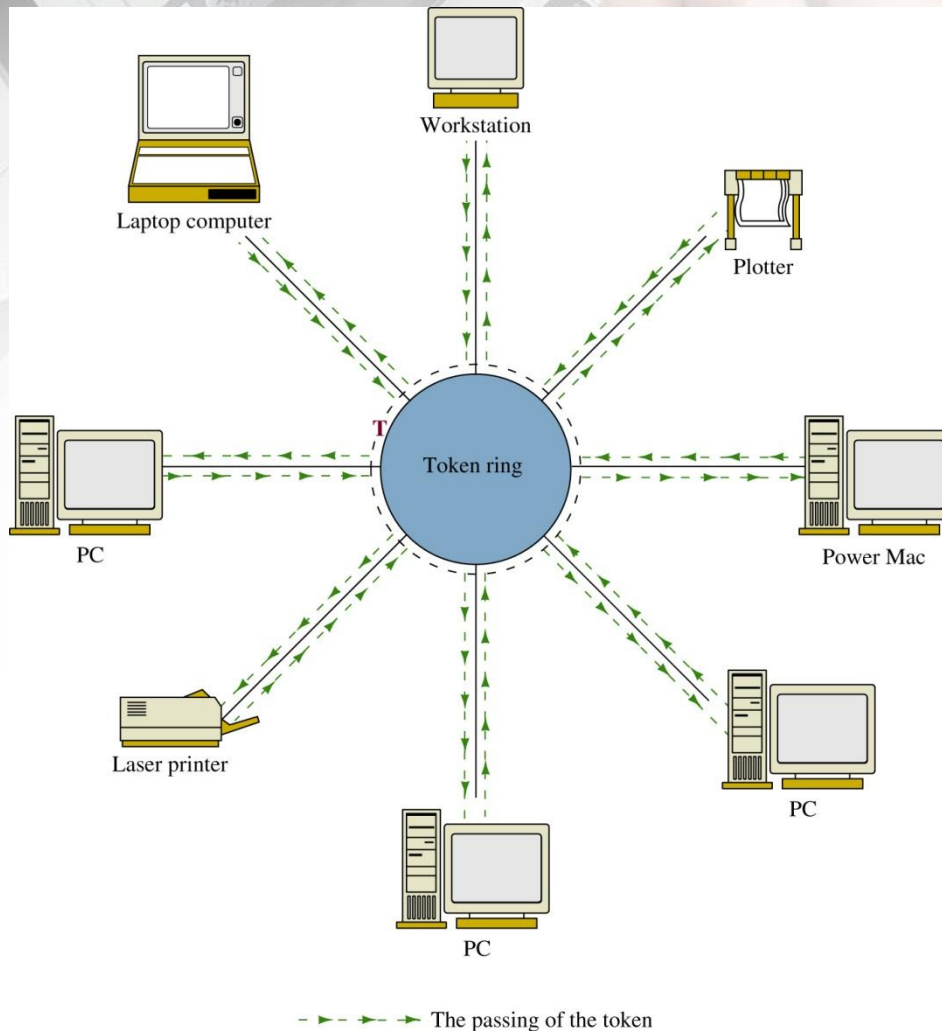 Workstation
Laptop computer
Plotter
T
Token ring
PC
Power Mac
Laser printer
PC
PC
The passing of the token